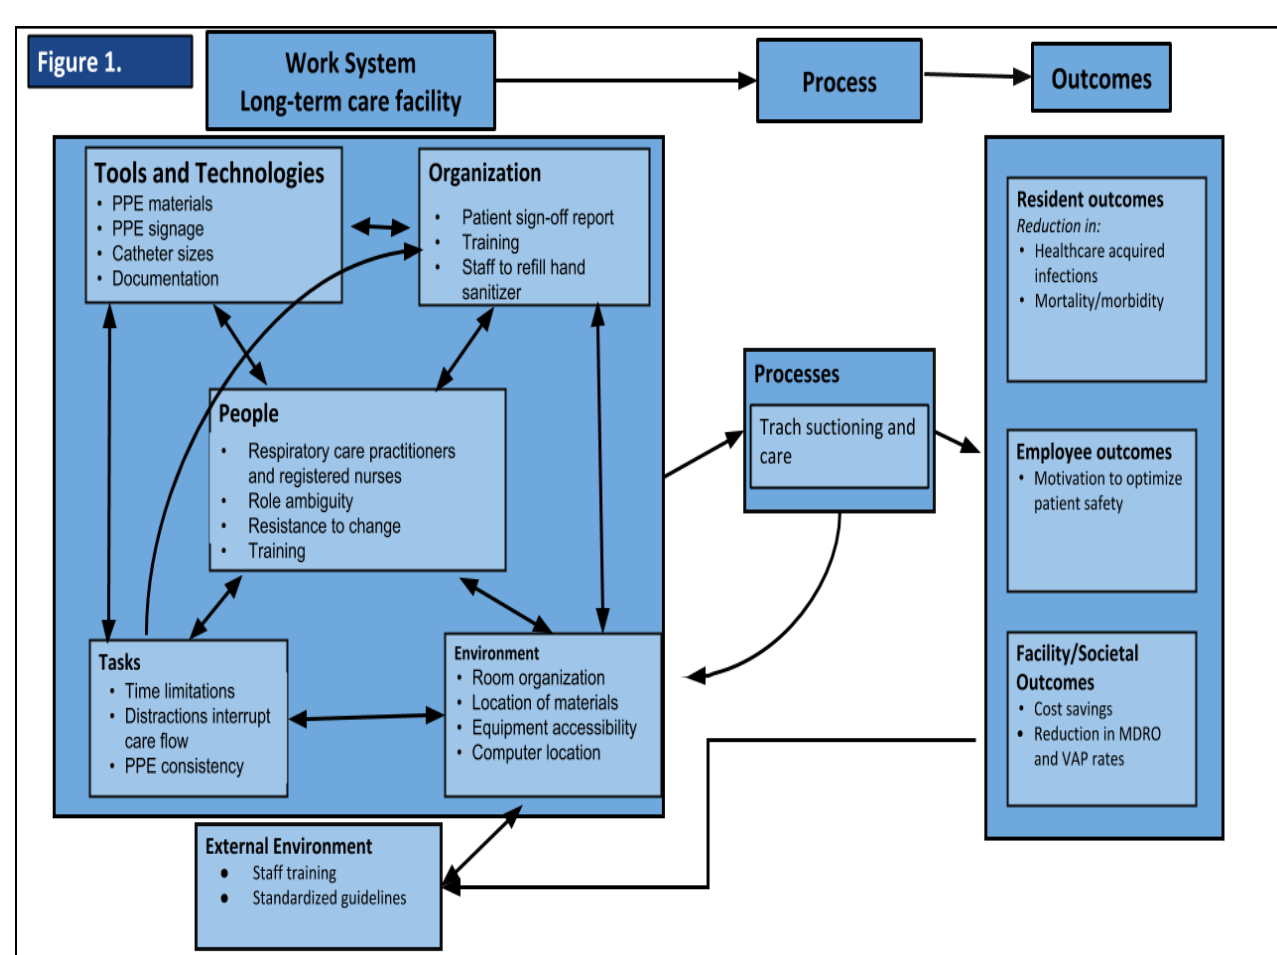 Figure 1.
Work System
Long-term care facility
Process
Outcomes
Tools and Technologies
• PPE materials
• PPE signage
• Catheter sizes
• Documentation
Organization
• Patient sign-off report
• Training
• Staff to refill hand
sanitizer
People
• Respiratory care practitioners
and registered nurses
• Role ambiguity
• Resistance to change
• Training
Tasks
• Time limitations
• Distractions interrupt
care flow
• PPE consistency
Environment
• Room organization
• Location of materials
• Equipment accessibility
• Computer location
External Environment
● Staff training
● Standardized guidelines
Processes
Trach suctioning and
care
Resident outcomes
Reduction in:
• Healthcare acquired
infections
• Mortality/morbidity
Employee outcomes
• Motivation to optimize
patient safety
Facility/Societal
Outcomes
• Cost savings
● Reduction in MDRO
and VAP rates